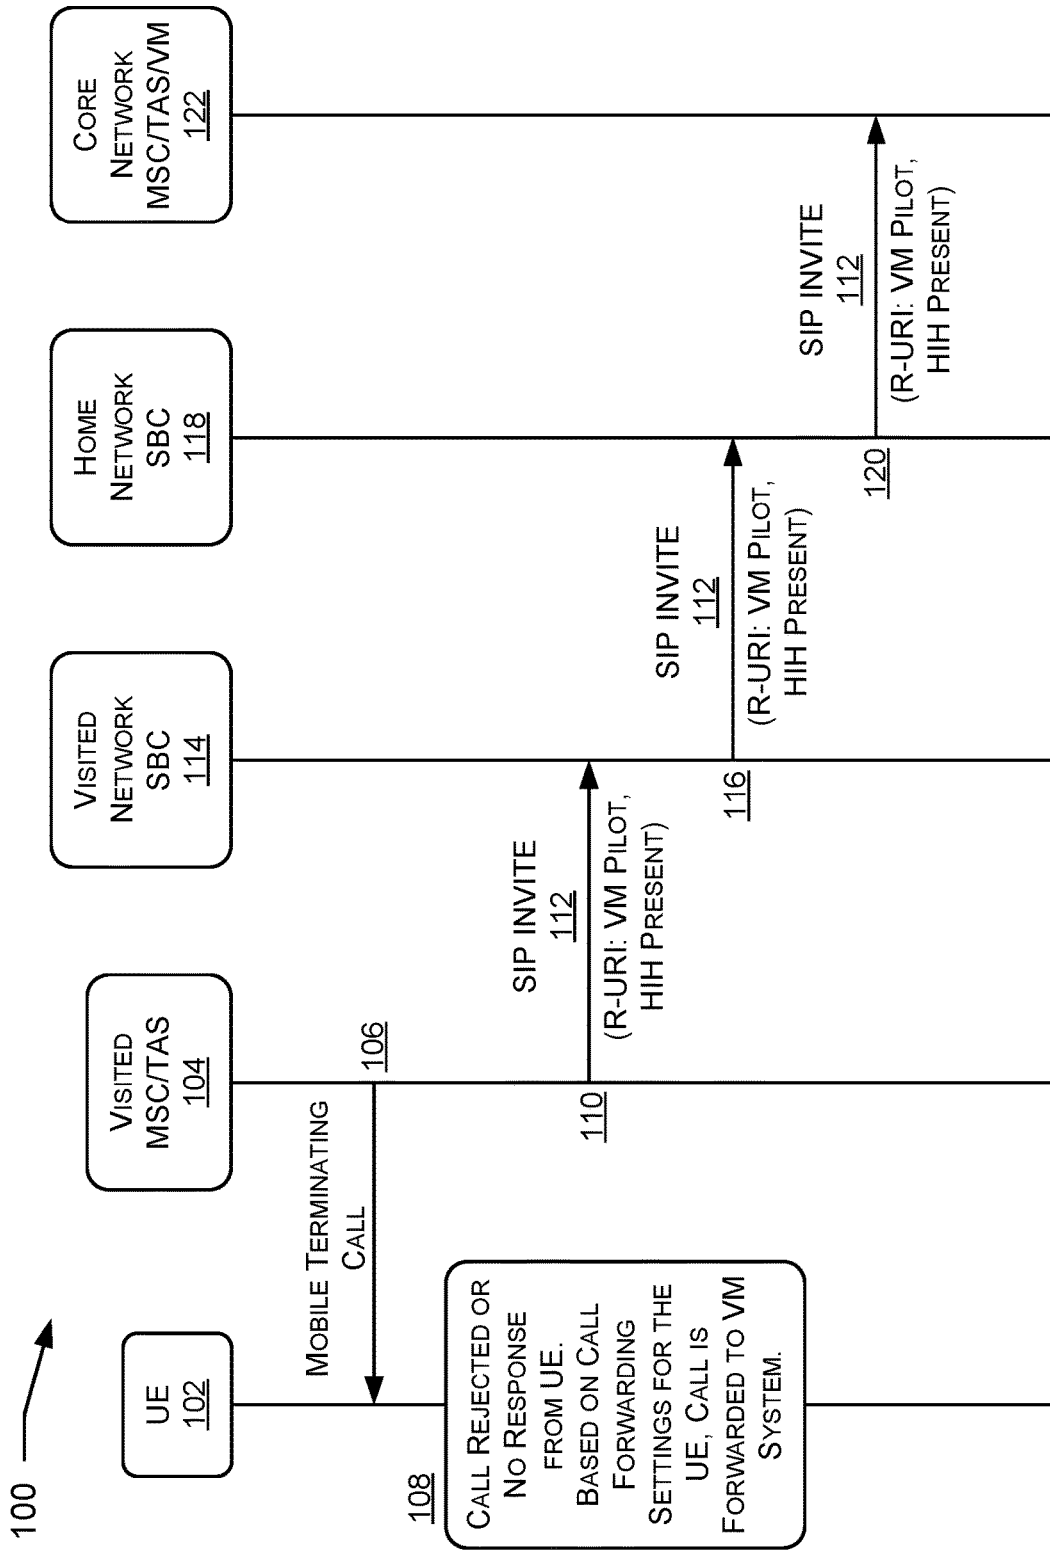 100
UE
102
VISITED
MSC/TAS
104
VISITED
NETWORK
SBC
114
HOME
NETWORK
SBC
118
CORE
NETWORK
MSC/TAS/VM
122
MOBILE TERMINATING
CALL
106
108
CALL REJECTED OR
NO RESPONSE
FROM UE.
BASED ON CALL
FORWARDING
SETTINGS FOR THE
UE, CALL IS
FORWARDED TO VM
SYSTEM.
SIP INVITE
112
110
(R-URI: VM PILOT,
HIH PRESENT)
SIP INVITE
112
116
(R-URI: VM PILOT,
HIH PRESENT)
SIP INVITE
112
120
(R-URI: VM PILOT,
HIH PRESENT)